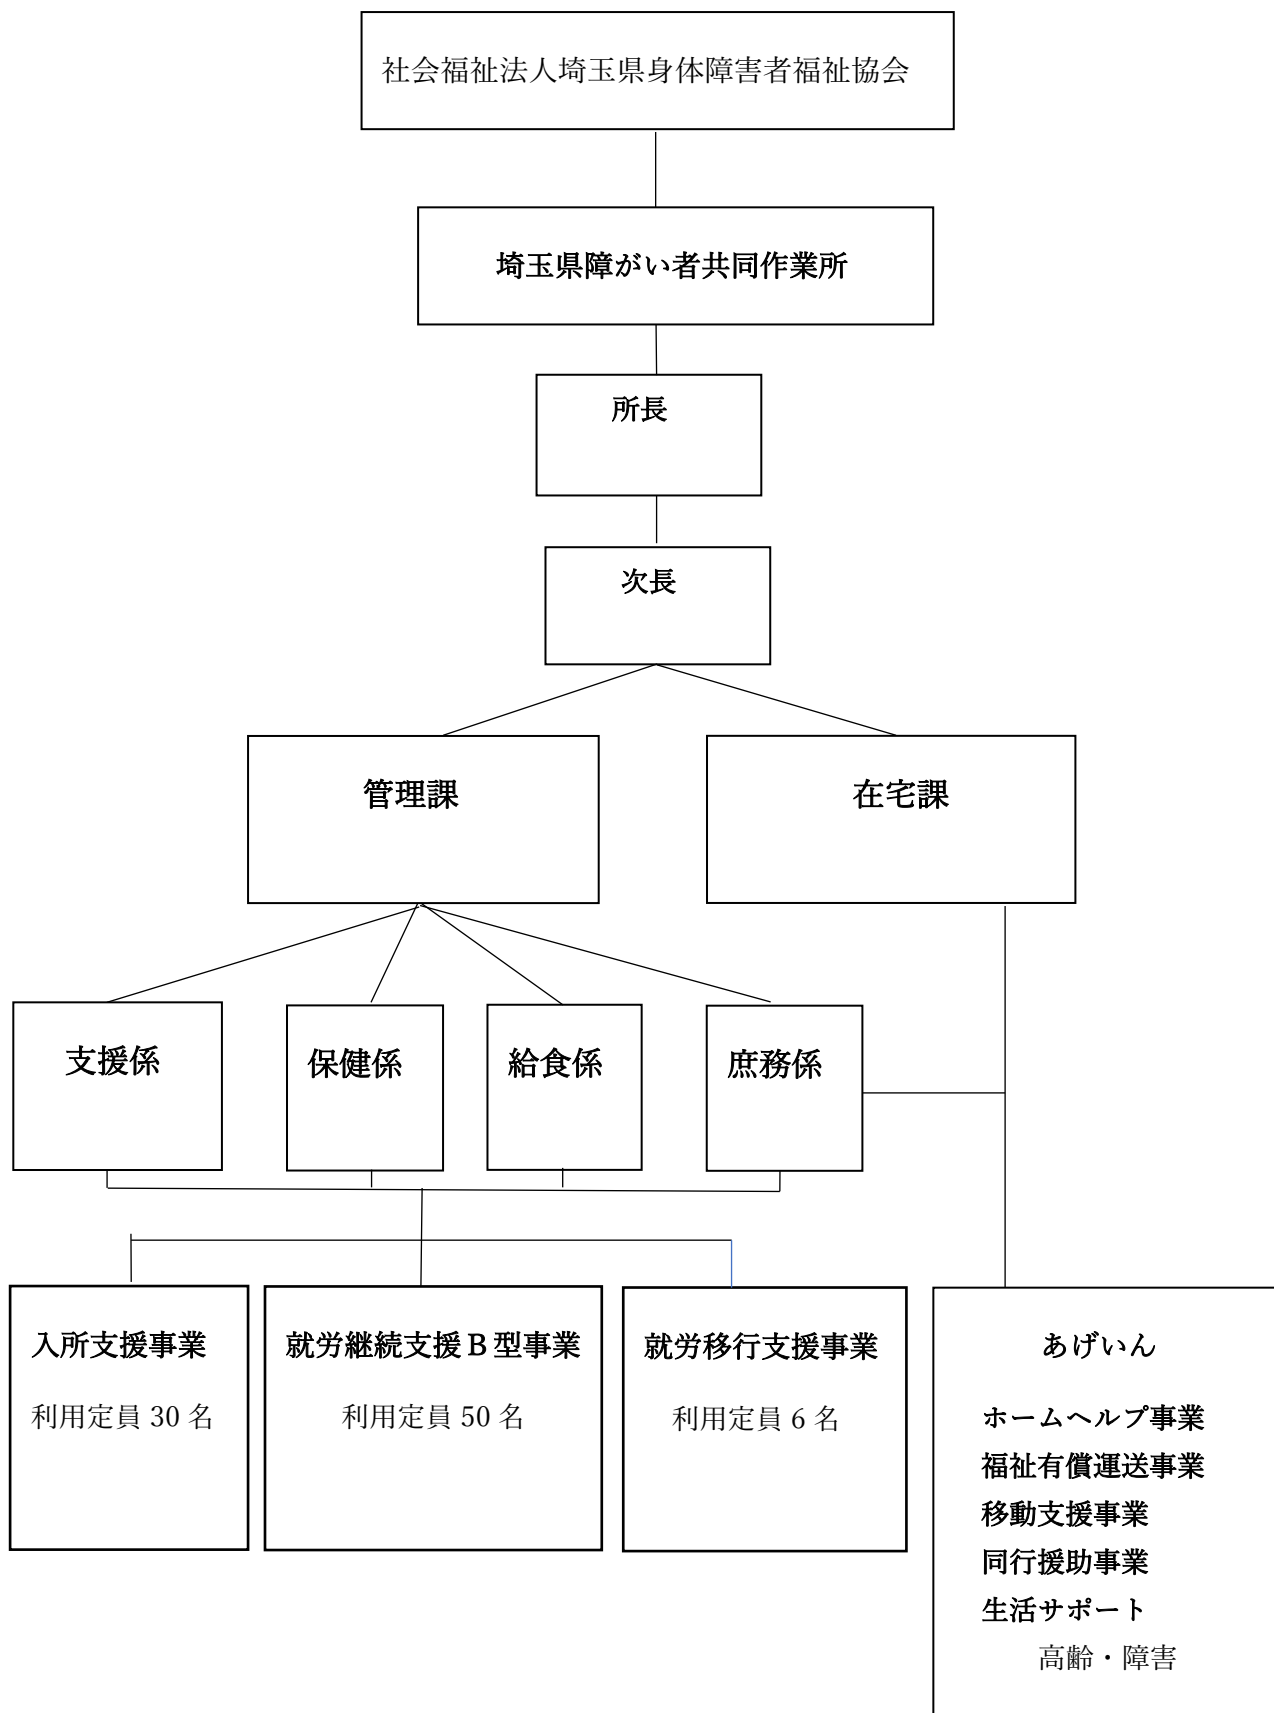 社会福祉法人埼玉県身体障害者福祉協会
埼玉県障がい者共同作業所
所長
次長
管理課
在宅課
支援係
保健係
給食係
庶務係
入所支援事業
利用定員 30 名
就労継続支援 B 型事業
利用定員 50 名
就労移行支援事業
利用定員 6 名
あげいん
ホームヘルプ事業
福祉有償運送事業
移動支援事業
同行援助事業
生活サポート
高齢・障害